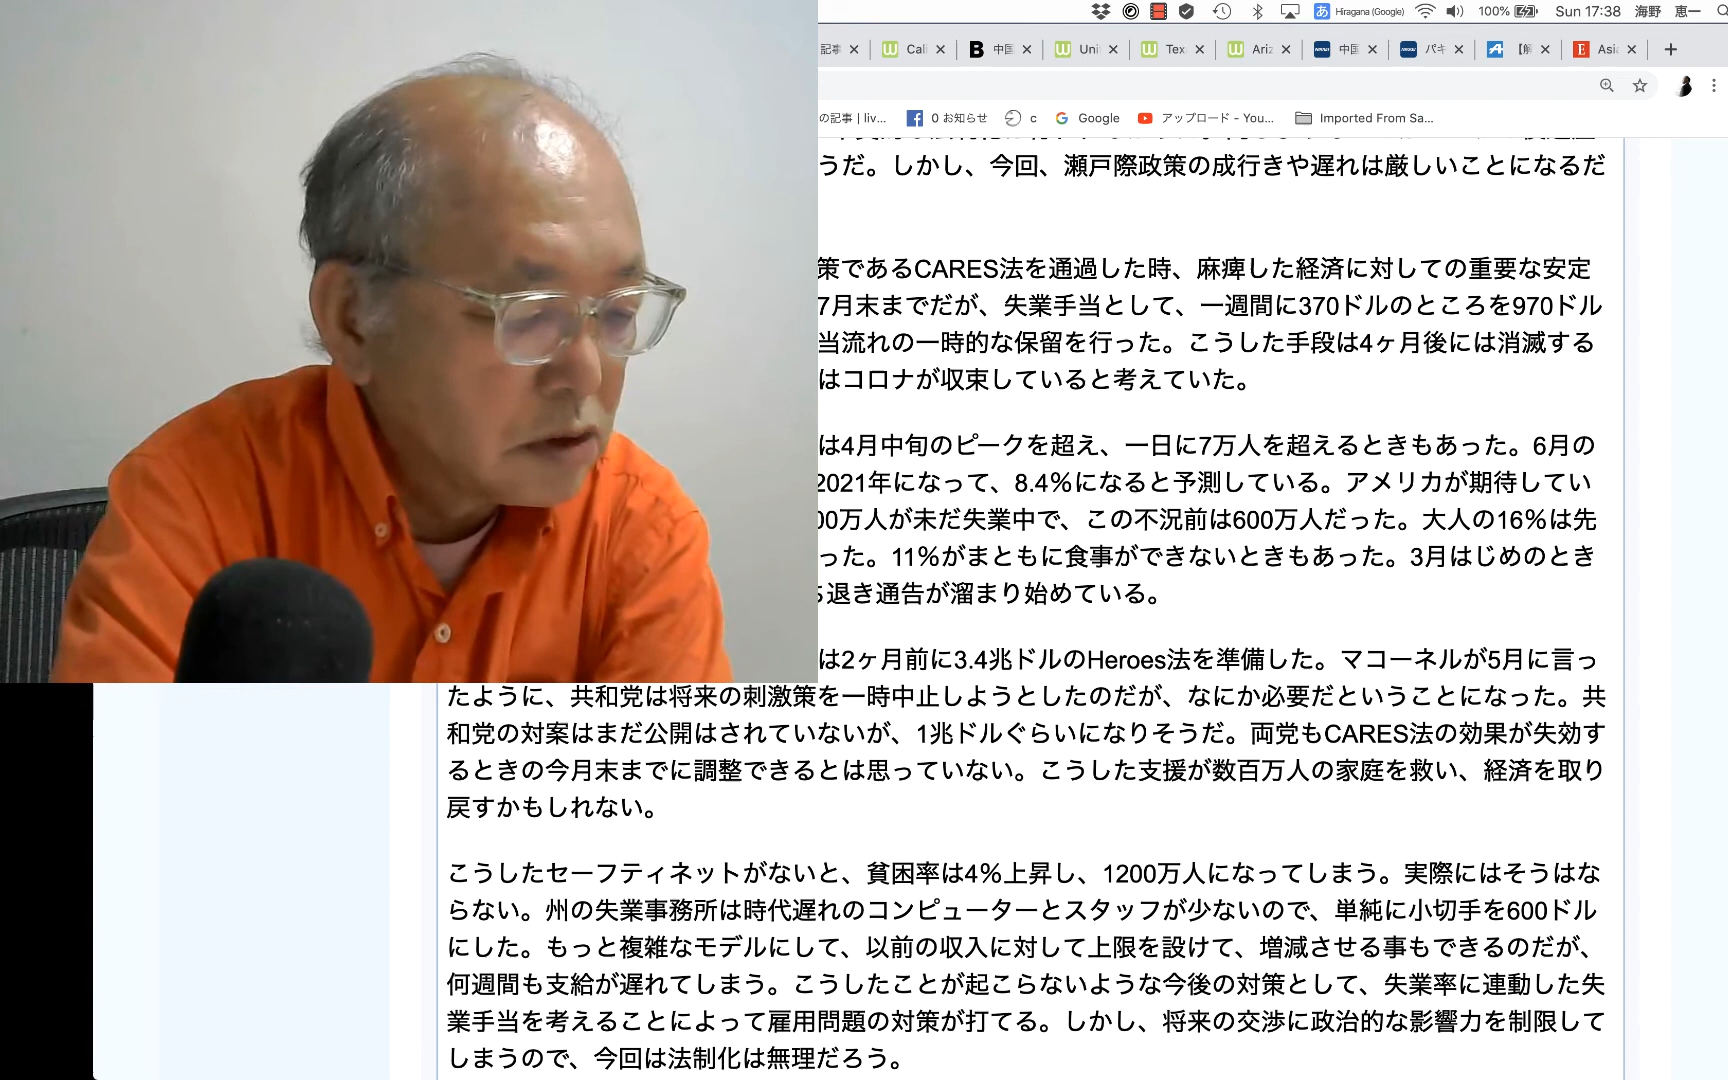 あ Hiragana (Google) 100% Sun 17:38 海野 恵一
記事 Cali B 中国 Uni Tex Ariz 中国 パキ 【解 E Asia
の記事 | liv... 0 お知らせ c Google アップロード - You... Imported From Sa...
うだ。しかし、今回、瀬戸際政策の成行きや遅れは厳しいことになるだ
策であるCARES法を通過した時、麻痺した経済に対しての重要な安定
7月末までだが、失業手当として、一週間に370ドルのところを970ドル
当流れの一時的な保留を行った。こうした手段は4ヶ月後には消滅する
はコロナが収束していると考えていた。
は4月中旬のピークを超え、一日に7万人を超えるときもあった。6月の
2021年になって、8.4%になると予測している。アメリカが期待してい
00万人が未だ失業中で、この不況前は600万人だった。大人の16%は先
った。11%がまともに食事ができないときもあった。3月はじめのとき
退き通告が溜まり始めている。
は2ヶ月前に3.4兆ドルのHeroes法を準備した。マコーネルが5月に言っ
たように、共和党は将来の刺激策を一時中止しようとしたのだが、なにか必要だということになった。共
和党の対案はまだ公開はされていないが、1兆ドルぐらいになりそうだ。両党もCARES法の効果が失効す
るときの今月末までに調整できるとは思っていない。こうした支援が数百万人の家庭を救い、経済を取り
戻すかもしれない。
こうしたセーフティネットがないと、貧困率は4%上昇し、1200万人になってしまう。実際にはそうはな
らない。州の失業事務所は時代遅れのコンピューターとスタッフが少ないので、単純に小切手を600ドル
にした。もっと複雑なモデルにして、以前の収入に対して上限を設けて、増減させる事もできるのだが、
何週間も支給が遅れてしまう。こうしたことが起こらないような今後の対策として、失業率に連動した失
業手当を考えることによって雇用問題の対策が打てる。しかし、将来の交渉に政治的な影響力を制限して
しまうので、今回は法制化は無理だろう。